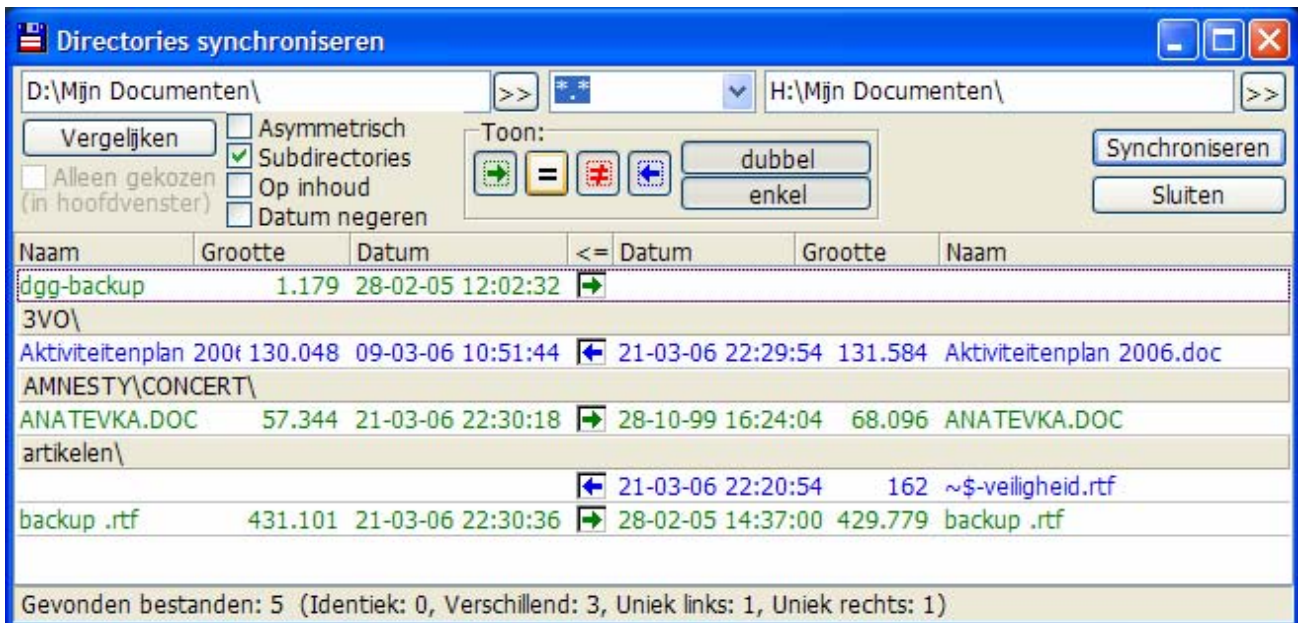 Directories synchroniseren
D:\Mijn Documenten\ >> *.* H:\Mijn Documenten\ >>
Vergelijken
Alleen gekozen
(in hoofdvenster)
Asymmetrisch
Subdirectories
Op inhoud
Datum negeren
Toon:
= ≠ dubbel
enkel
Synchroniseren
Sluiten
Naam Grootte Datum <= Datum Grootte Naam
dgg-backup 1.179 28-02-05 12:02:32
3VO\
Aktiviteitenplan 2006 130.048 09-03-06 10:51:44 21-03-06 22:29:54 131.584 Aktiviteitenplan 2006.doc
AMNESTY\CONCERT\
ANATEVKA.DOC 57.344 21-03-06 22:30:18 28-10-99 16:24:04 68.096 ANATEVKA.DOC
artikelen\
21-03-06 22:20:54 162 ~$-veiligheid.rtf
backup .rtf 431.101 21-03-06 22:30:36 28-02-05 14:37:00 429.779 backup .rtf
Gevonden bestanden: 5 (Identiek: 0, Verschillend: 3, Uniek links: 1, Uniek rechts: 1)